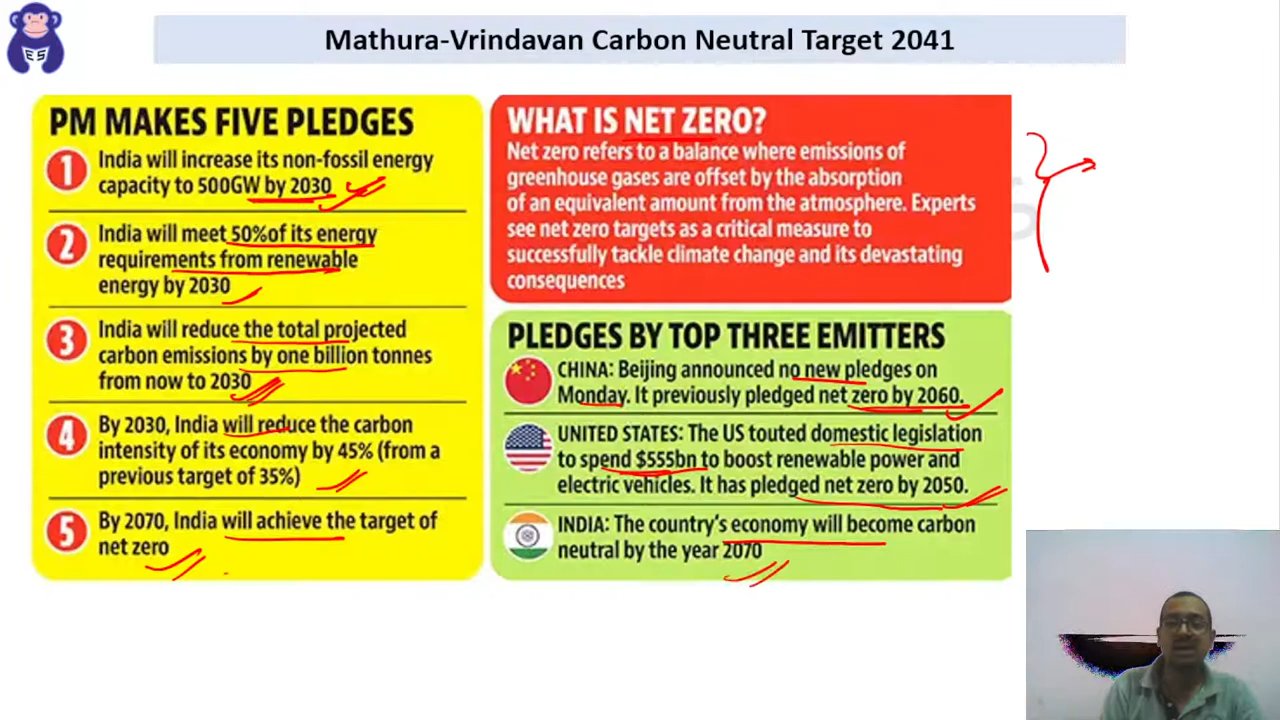 ES
Mathura-Vrindavan Carbon Neutral Target 2041
PM MAKES FIVE PLEDGES
1
India will increase its non-fossil energy
capacity to 500GW by 2030
2
India will meet 50%of its energy
requirements from renewable
energy by 2030
3
India will reduce the total projected
carbon emissions by one billion tonnes
from now to 2030
4
By 2030, India will reduce the carbon
intensity of its economy by 45% (from a
previous target of 35%)
5
By 2070, India will achieve the target of
net zero
WHAT IS NET ZERO?
Net zero refers to a balance where emissions of
greenhouse gases are offset by the absorption
of an equivalent amount from the atmosphere. Experts
see net zero targets as a critical measure to
successfully tackle climate change and its devastating
consequences
PLEDGES BY TOP THREE EMITTERS
CHINA: Beijing announced no new pledges on
Monday. It previously pledged net zero by 2060.
UNITED STATES: The US touted domestic legislation
to spend $555bn to boost renewable power and
electric vehicles. It has pledged net zero by 2050.
INDIA: The country's economy will become carbon
neutral by the year 2070